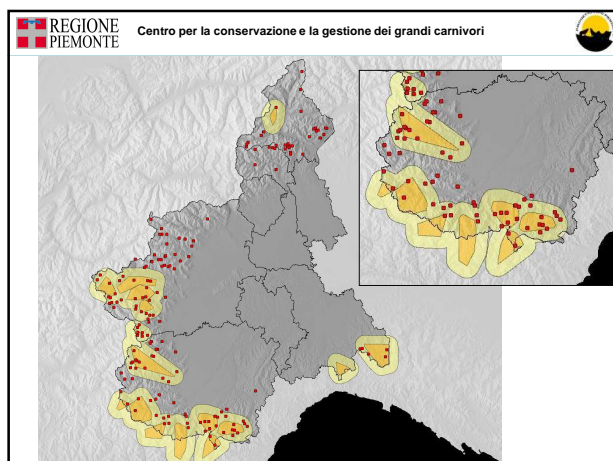 REGIONE
PIEMONTE
Centro per la conservazione e la gestione dei grandi carnivori